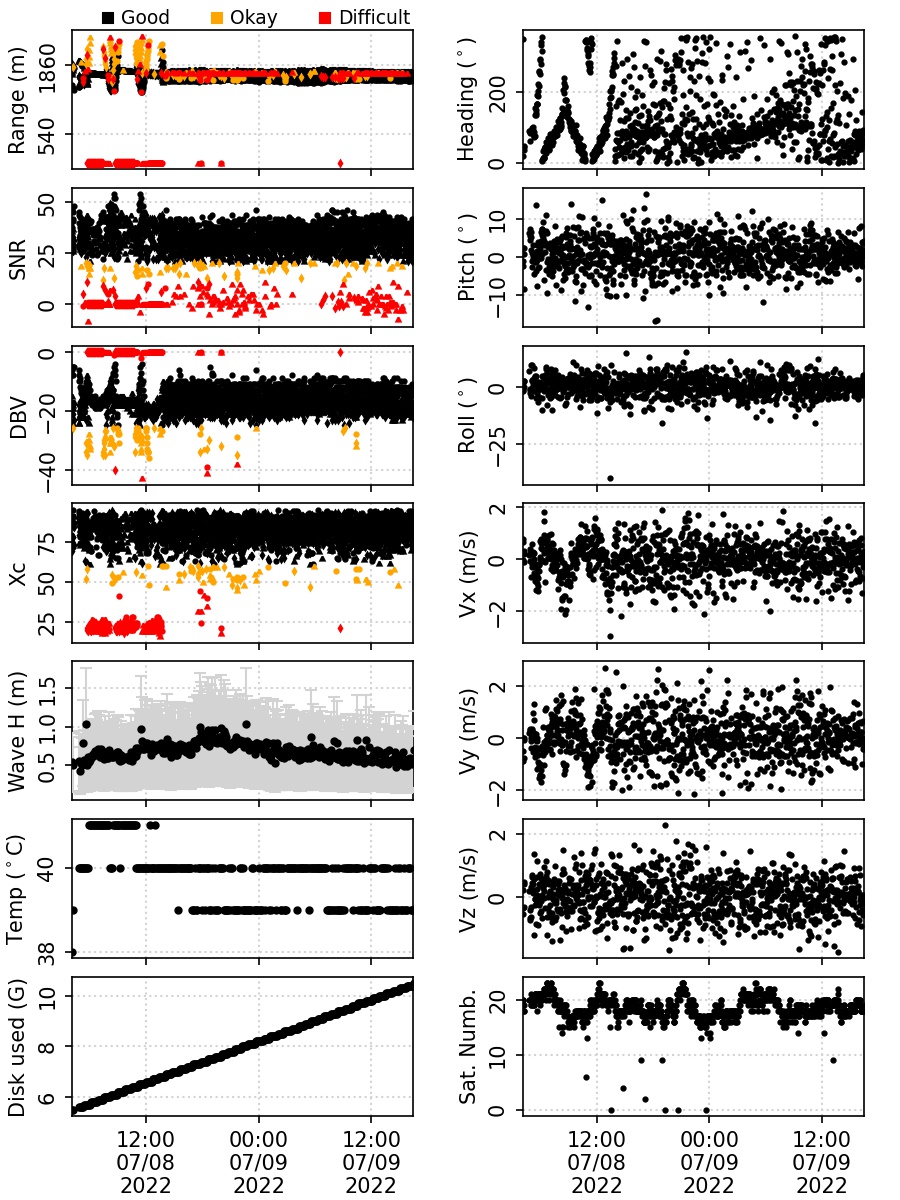 Good Okay Difficult
Range (m)
1860
540
Heading (°)
200
0
SNR
50
25
0
Pitch (°)
10
0
−10
DBV
0
−20
−40
Roll (°)
0
−25
Xc
75
50
25
Vx (m/s)
2
0
−2
Wave H (m)
1.5
1.0
0.5
Vy (m/s)
2
0
−2
Temp (°C)
40
38
Vz (m/s)
2
0
Disk used (G)
10
8
6
Sat. Numb.
20
10
0
12:00 00:00 12:00 12:00 00:00 12:00
07/08 07/09 07/09 07/08 07/09 07/09
2022 2022 2022 2022 2022 2022